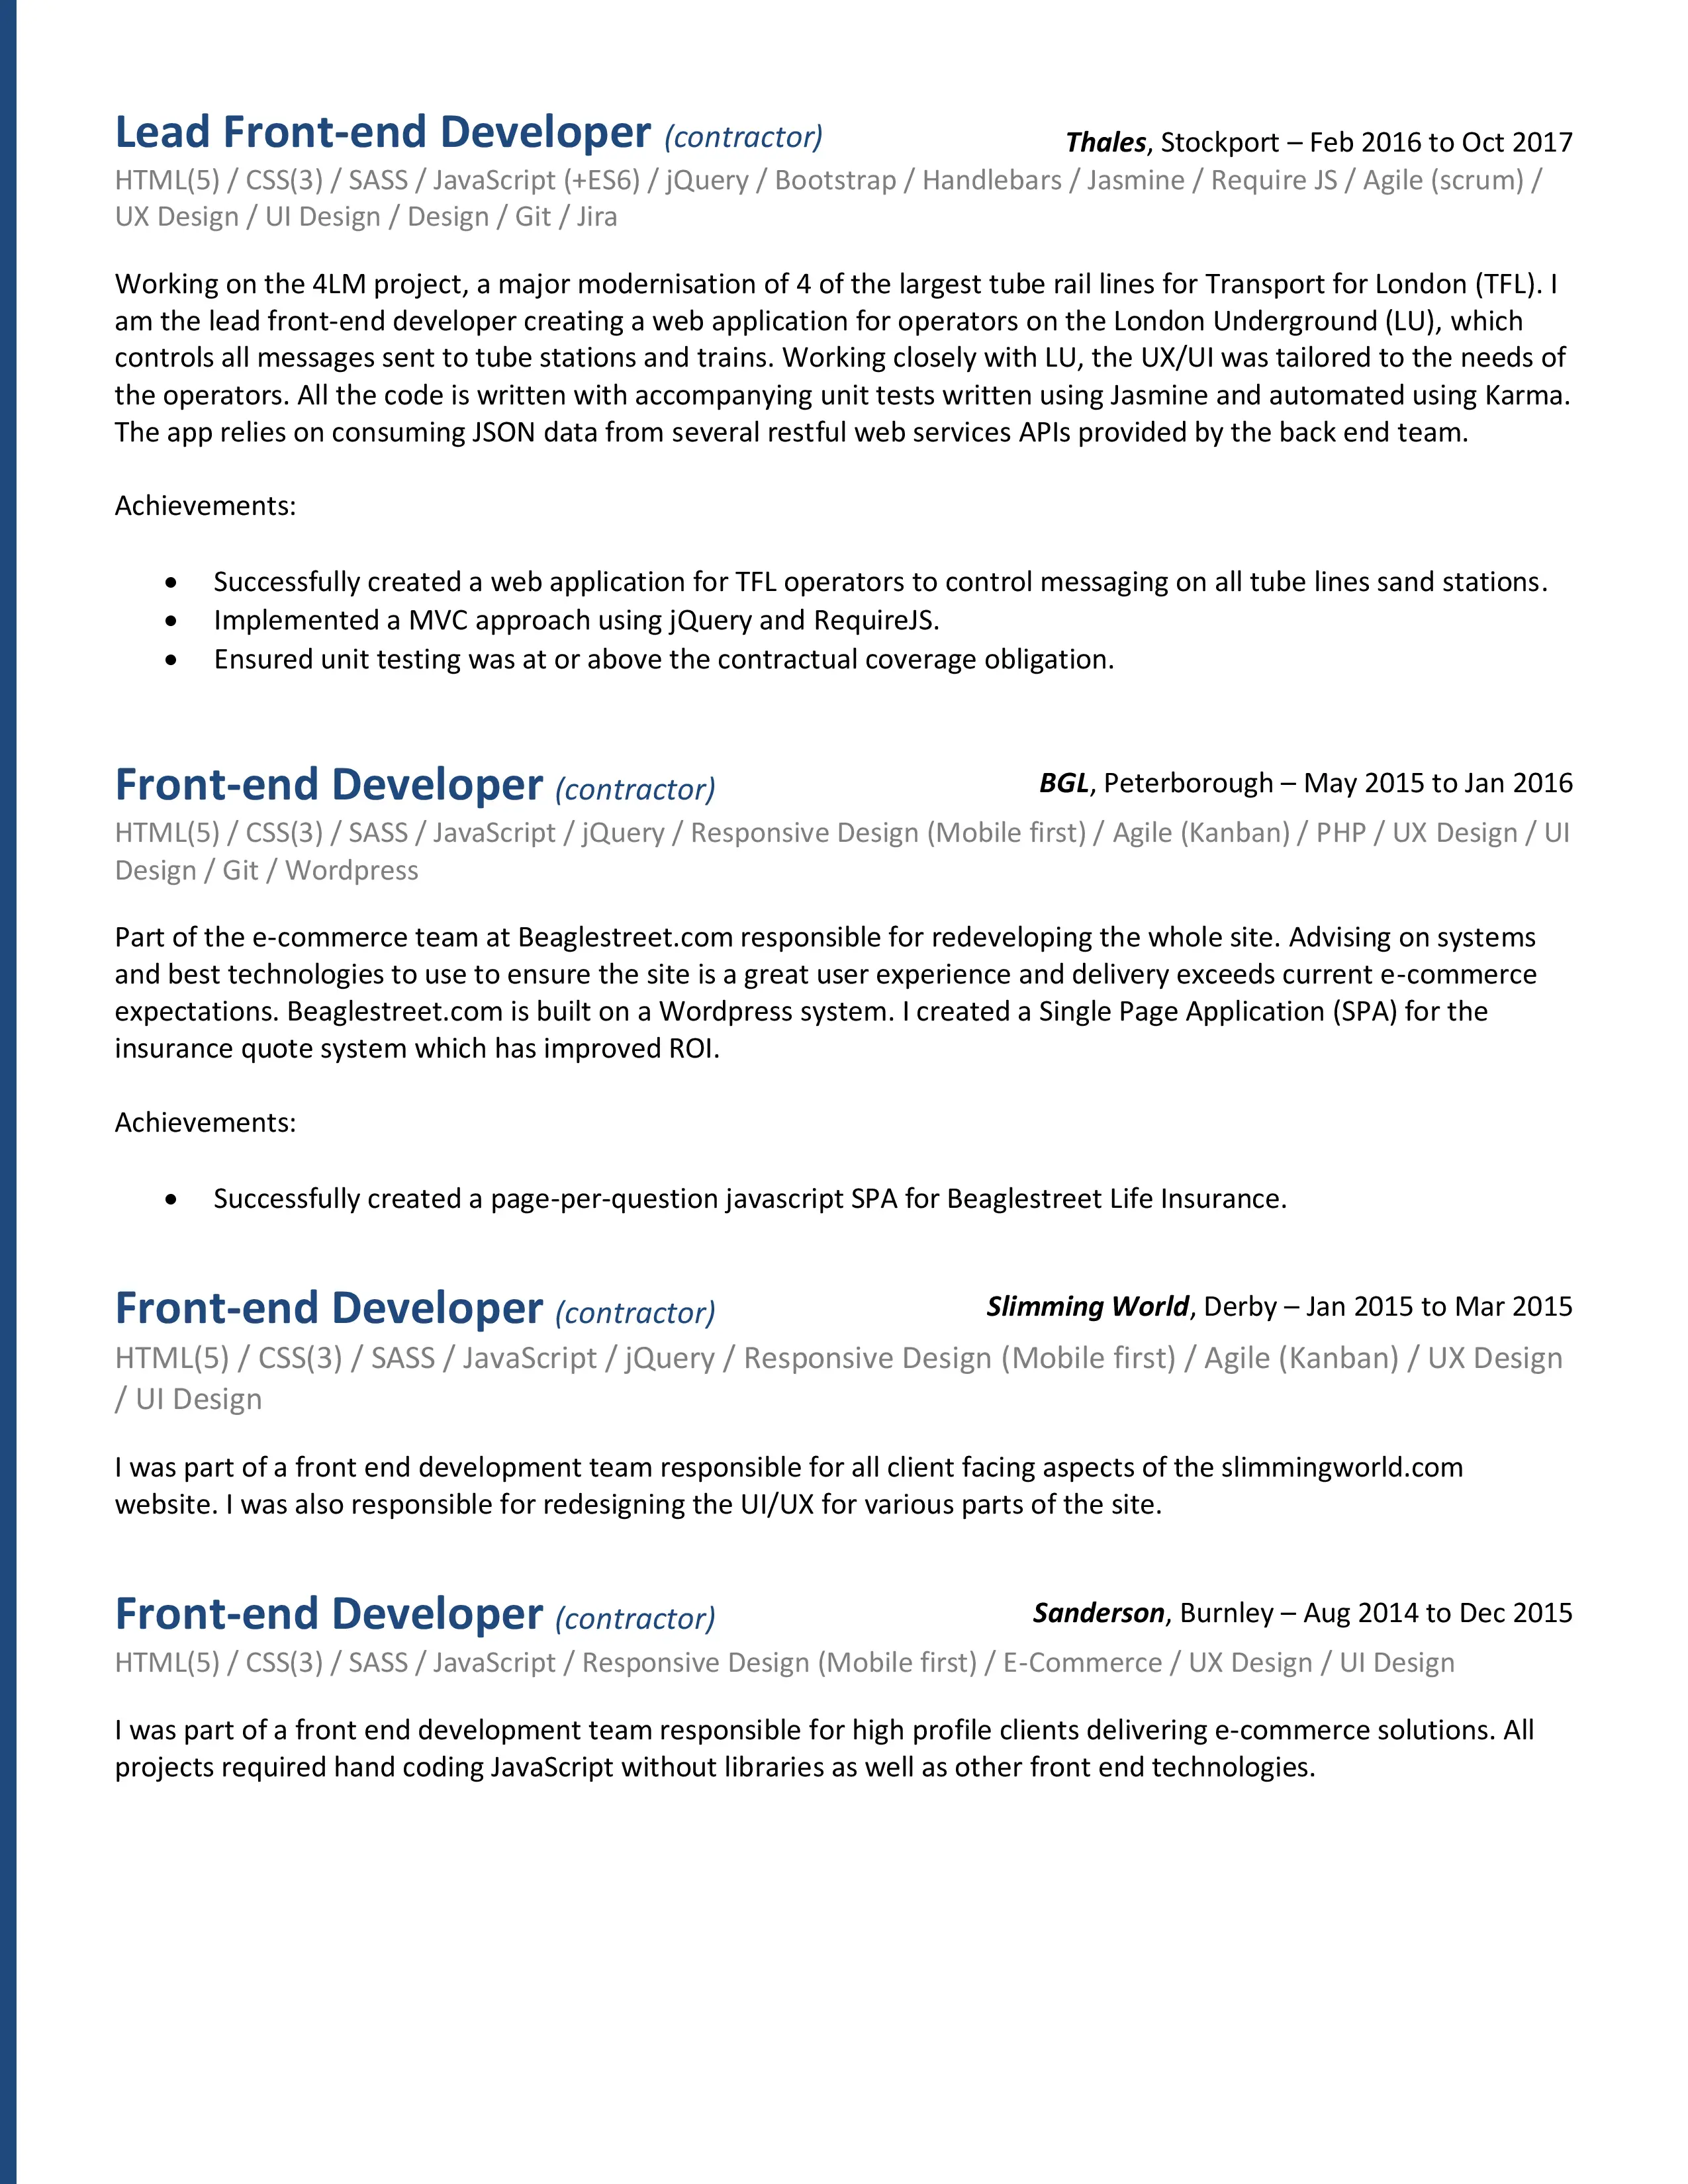 Lead Front-end Developer (contractor) Thales, Stockport – Feb 2016 to Oct 2017
HTML(5) / CSS(3) / SASS / JavaScript (+ES6) / jQuery / Bootstrap / Handlebars / Jasmine / Require JS / Agile (scrum) /
UX Design / UI Design / Design / Git / Jira
Working on the 4LM project, a major modernisation of 4 of the largest tube rail lines for Transport for London (TFL). I
am the lead front-end developer creating a web application for operators on the London Underground (LU), which
controls all messages sent to tube stations and trains. Working closely with LU, the UX/UI was tailored to the needs of
the operators. All the code is written with accompanying unit tests written using Jasmine and automated using Karma.
The app relies on consuming JSON data from several restful web services APIs provided by the back end team.
Achievements:
• Successfully created a web application for TFL operators to control messaging on all tube lines sand stations.
• Implemented a MVC approach using jQuery and RequireJS.
• Ensured unit testing was at or above the contractual coverage obligation.
Front-end Developer (contractor) BGL, Peterborough – May 2015 to Jan 2016
HTML(5) / CSS(3) / SASS / JavaScript / jQuery / Responsive Design (Mobile first) / Agile (Kanban) / PHP / UX Design / UI
Design / Git / Wordpress
Part of the e-commerce team at Beaglestreet.com responsible for redeveloping the whole site. Advising on systems
and best technologies to use to ensure the site is a great user experience and delivery exceeds current e-commerce
expectations. Beaglestreet.com is built on a Wordpress system. I created a Single Page Application (SPA) for the
insurance quote system which has improved ROI.
Achievements:
• Successfully created a page-per-question javascript SPA for Beaglestreet Life Insurance.
Front-end Developer (contractor) Slimming World, Derby – Jan 2015 to Mar 2015
HTML(5) / CSS(3) / SASS / JavaScript / jQuery / Responsive Design (Mobile first) / Agile (Kanban) / UX Design
/ UI Design
I was part of a front end development team responsible for all client facing aspects of the slimmingworld.com
website. I was also responsible for redesigning the UI/UX for various parts of the site.
Front-end Developer (contractor) Sanderson, Burnley – Aug 2014 to Dec 2015
HTML(5) / CSS(3) / SASS / JavaScript / Responsive Design (Mobile first) / E-Commerce / UX Design / UI Design
I was part of a front end development team responsible for high profile clients delivering e-commerce solutions. All
projects required hand coding JavaScript without libraries as well as other front end technologies.